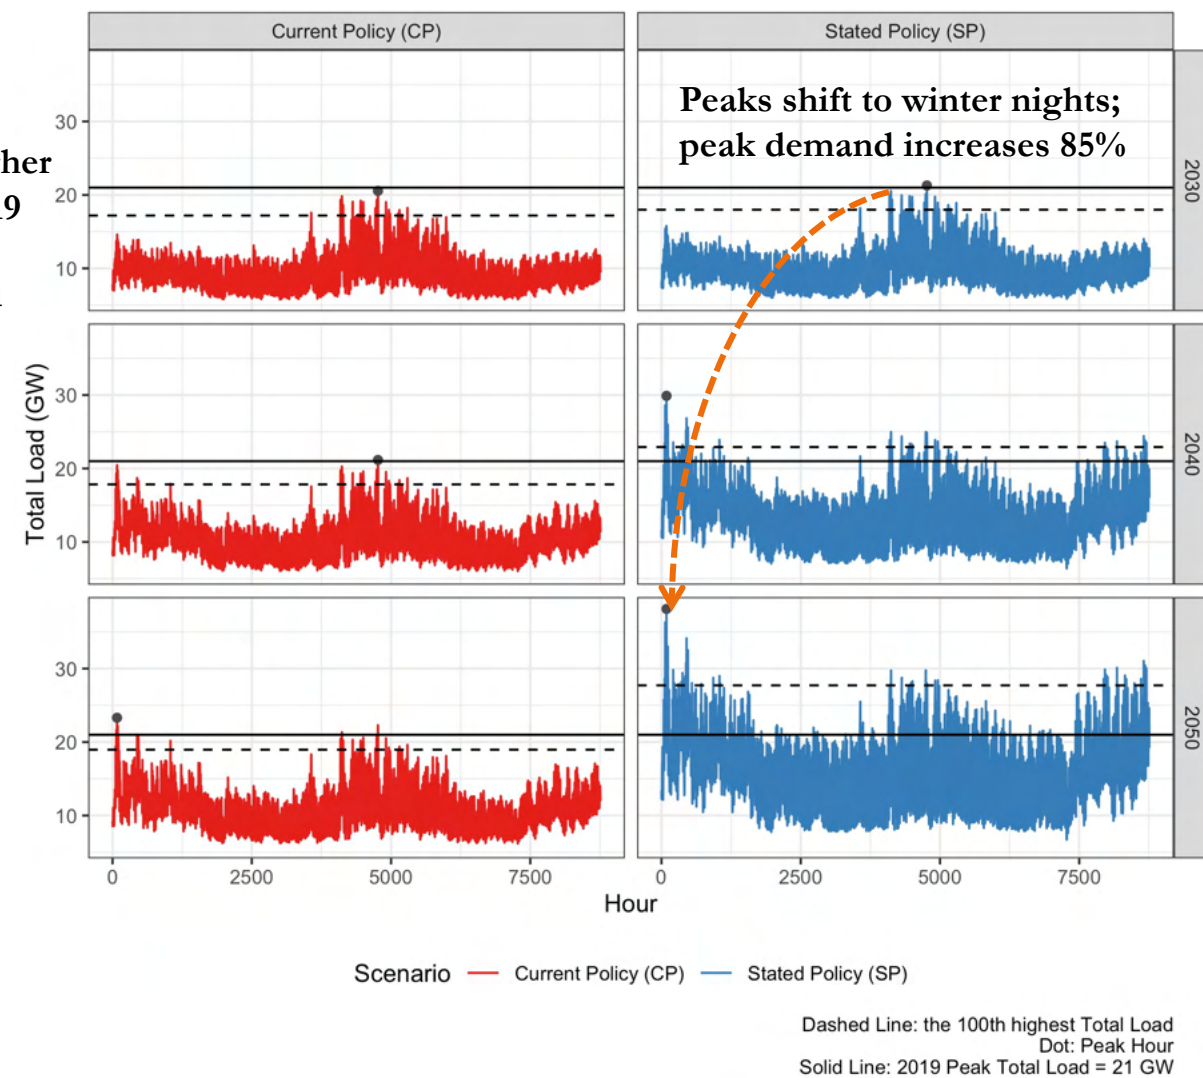 Current Policy (CP)
Stated Policy (SP)
Peaks shift to winter nights;
peak demand increases 85%
30
20
10
2030
Total Load (GW)
30
20
10
2040
30
20
10
2050
0
2500
5000
7500
0
2500
5000
7500
Hour
Scenario
Current Policy (CP)
Stated Policy (SP)
Dashed Line: the 100th highest Total Load
Dot: Peak Hour
Solid Line: 2019 Peak Total Load = 21 GW